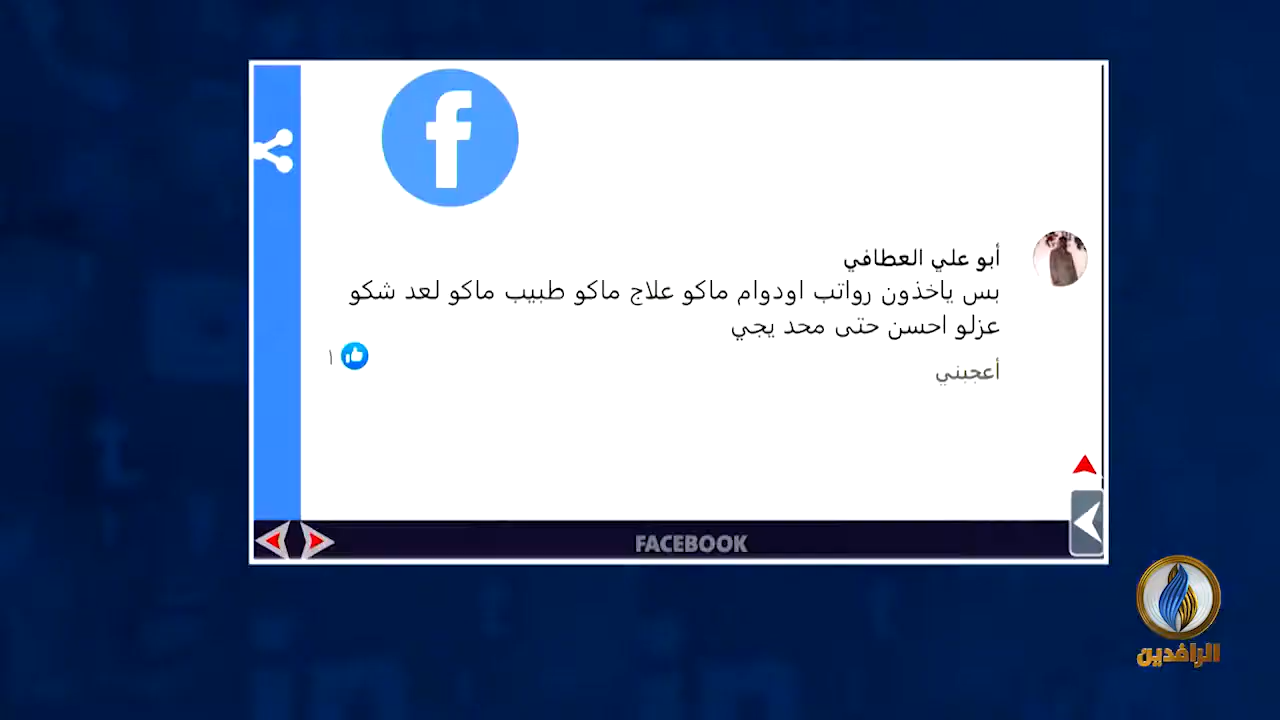 f
أبو علي العطافي
بس ياخذون رواتب اودوام ماكو علاج ماكو طبيب ماكو لعد شكو
عزلو احسن حتى محد يجي
١
أعجبني
FACEBOOK
الرافدين